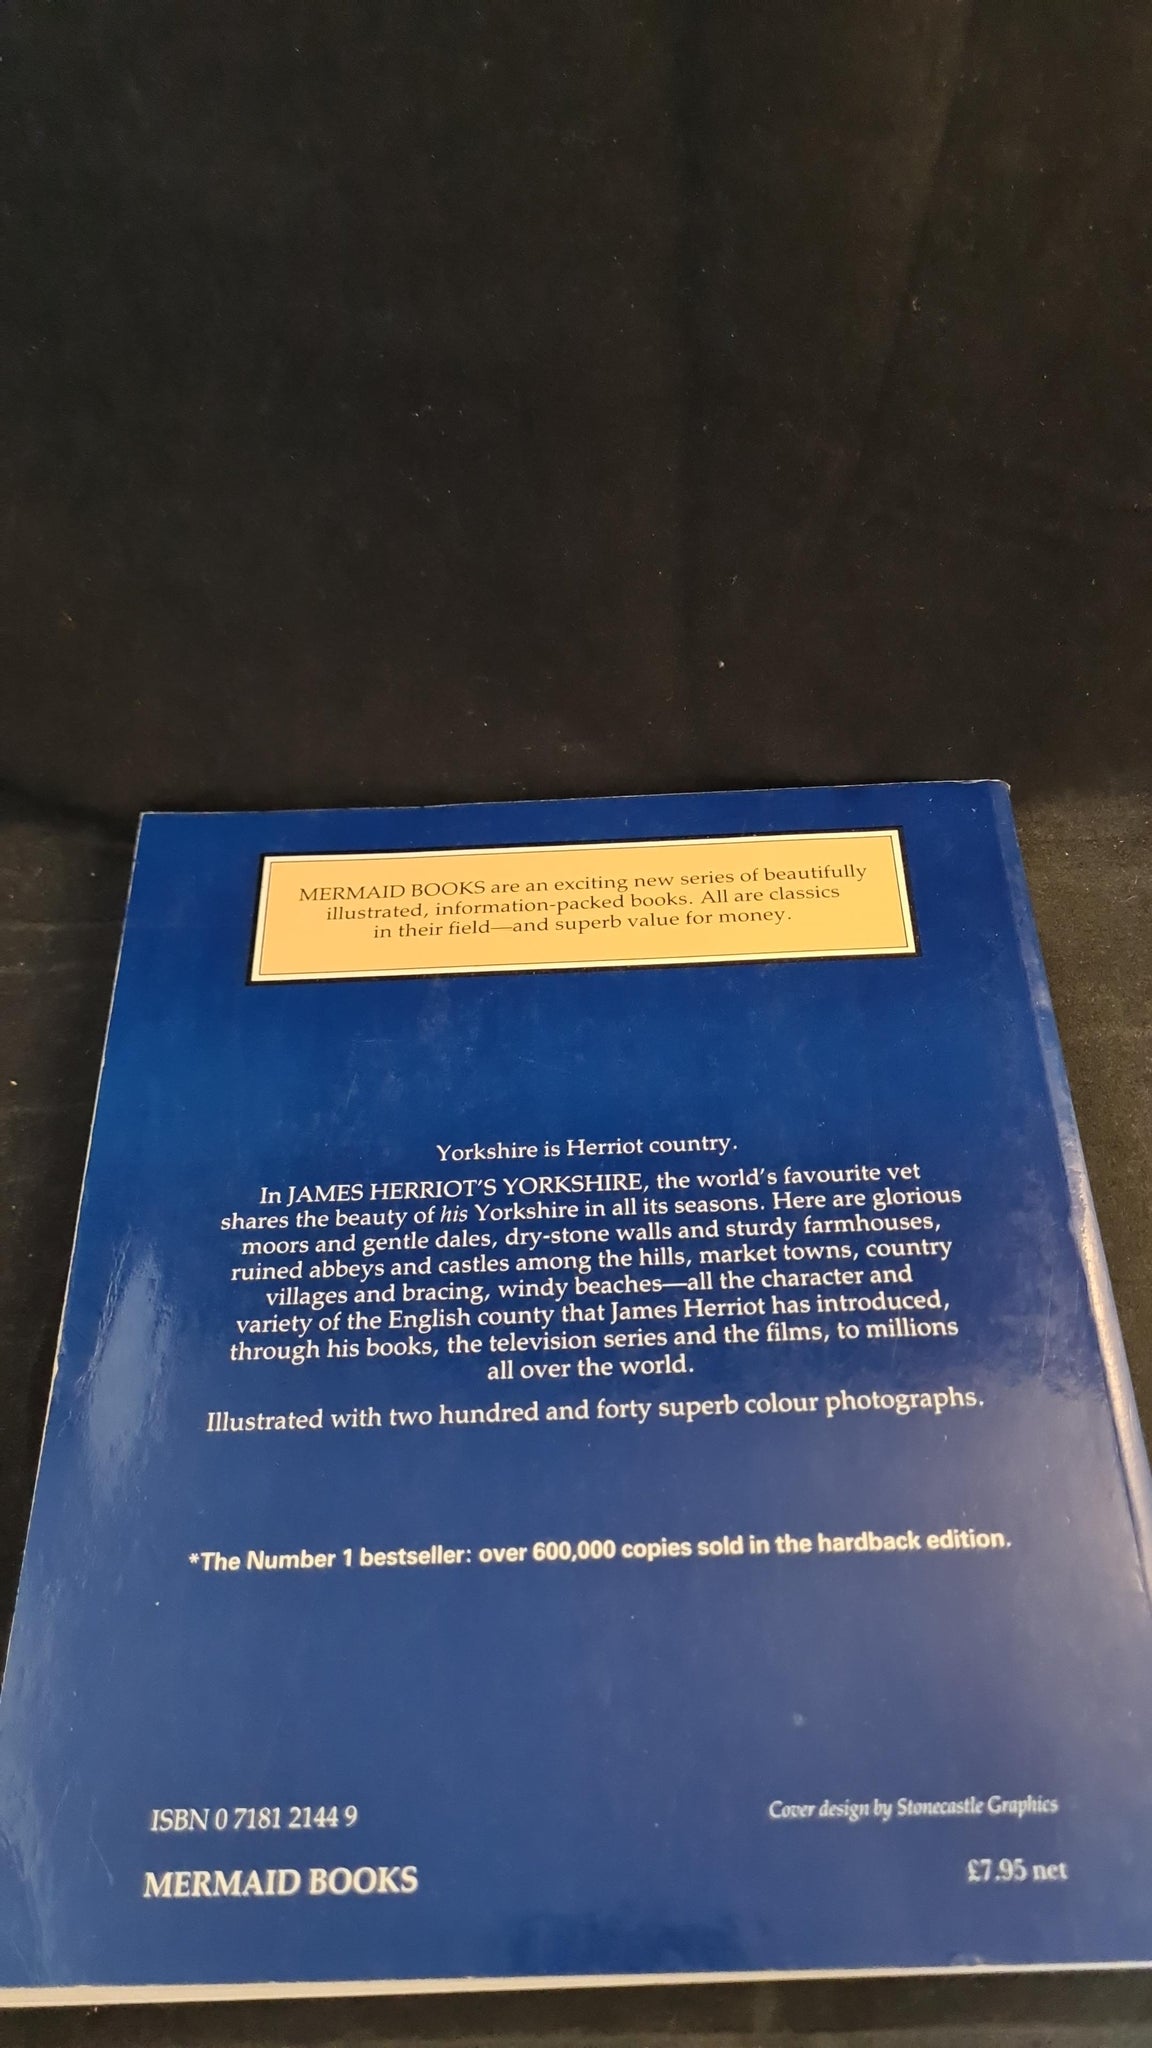 MERMAID BOOKS are an exciting new series of beautifully
illustrated, information-packed books. All are classics
in their field—and superb value for money.
Yorkshire is Herriot country.
In JAMES HERRIOT'S YORKSHIRE, the world's favourite vet
shares the beauty of his Yorkshire in all its seasons. Here are glorious
moors and gentle dales, dry-stone walls and sturdy farmhouses,
ruined abbeys and castles among the hills, market towns, country
villages and bracing, windy beaches—all the character and
variety of the English county that James Herriot has introduced,
through his books, the television series and the films, to millions
all over the world.
Illustrated with two hundred and forty superb colour photographs.
*The Number 1 bestseller: over 600,000 copies sold in the hardback edition.
ISBN 0 7181 2144 9
Cover design by Stonecastle Graphics
MERMAID BOOKS
£7.95 net